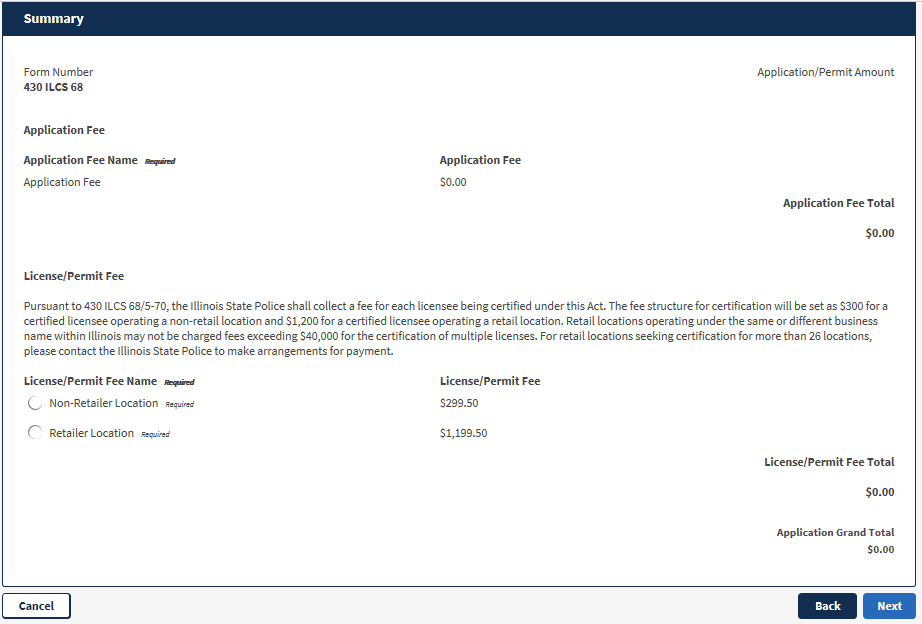 Summary
Form Number
430 ILCS 68
Application/Permit Amount
Application Fee
Application Fee Name Required
Application Fee
Application Fee
$0.00
Application Fee Total
$0.00
License/Permit Fee
Pursuant to 430 ILCS 68/5-70, the Illinois State Police shall collect a fee for each licensee being certified under this Act. The fee structure for certification will be set as $300 for a
certified licensee operating a non-retail location and $1,200 for a certified licensee operating a retail location. Retail locations operating under the same or different business
name within Illinois may not be charged fees exceeding $40,000 for the certification of multiple licenses. For retail locations seeking certification for more than 26 locations,
please contact the Illinois State Police to make arrangements for payment.
License/Permit Fee Name Required
License/Permit Fee
Non-Retailer Location Required
$299.50
Retailer Location Required
$1,199.50
License/Permit Fee Total
$0.00
Application Grand Total
$0.00
Cancel
Back
Next